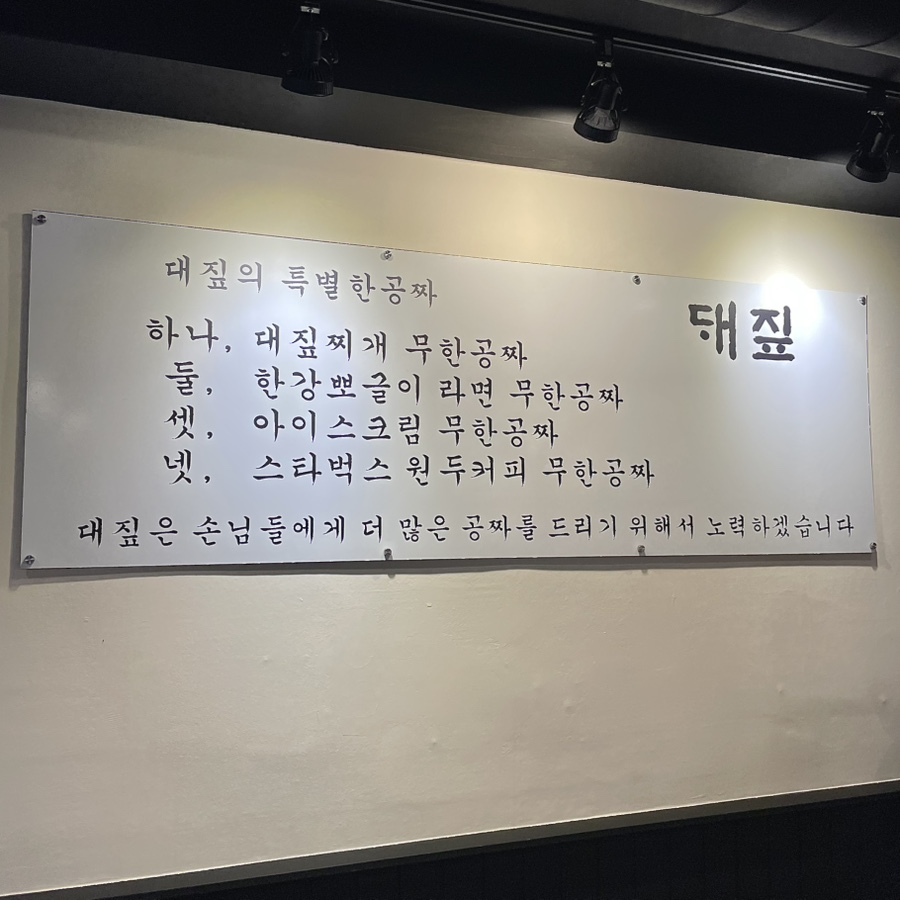 대짚의 특별한공짜
대짚
하나, 대짚찌개 무한공짜
둘, 한강뽀글이 라면 무한공짜
셋, 아이스크림 무한공짜
넷, 스타벅스 원두커피 무한공짜
대짚은 손님들에게 더 많은 공짜를 드리기 위해서 노력하겠습니다